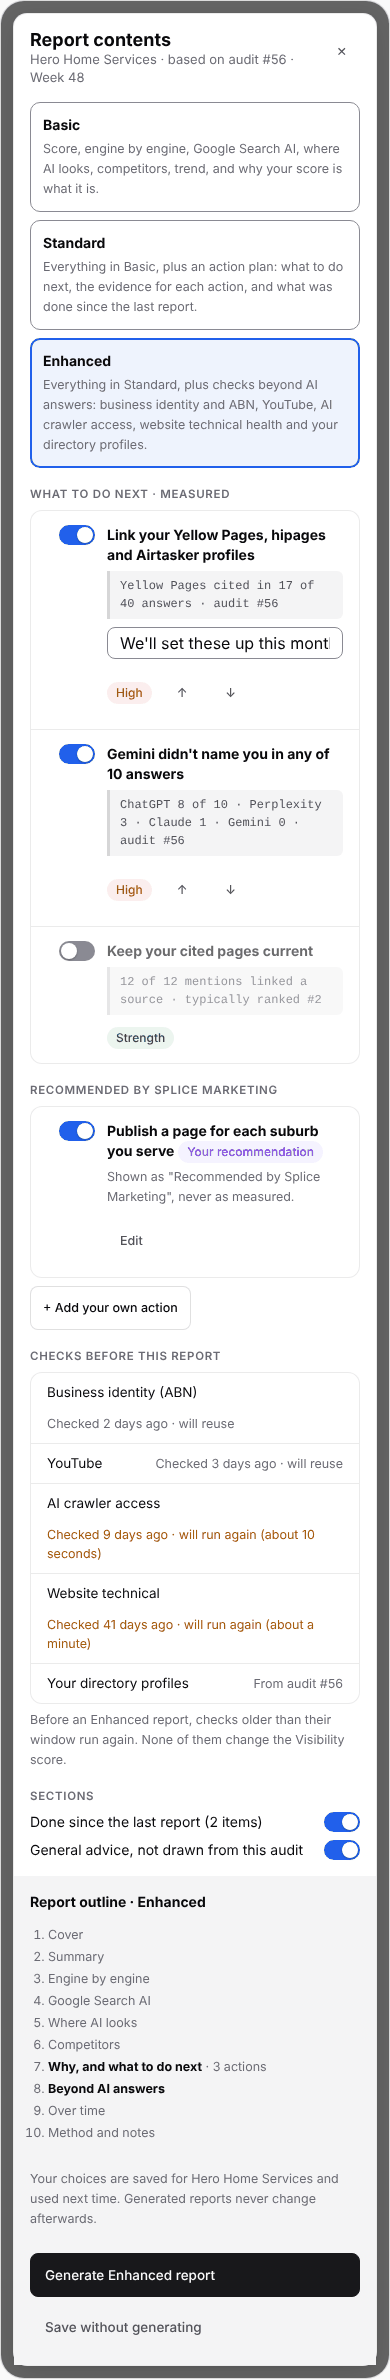 Report contents
×
Hero Home Services · based on audit #56 ·
Week 48
Basic
Score, engine by engine, Google Search AI, where
AI looks, competitors, trend, and why your score is
what it is.
Standard
Everything in Basic, plus an action plan: what to do
next, the evidence for each action, and what was
done since the last report.
Enhanced
Everything in Standard, plus checks beyond AI
answers: business identity and ABN, YouTube, AI
crawler access, website technical health and your
directory profiles.
WHAT TO DO NEXT · MEASURED
Link your Yellow Pages, hipages
and Airtasker profiles
Yellow Pages cited in 17 of
40 answers · audit #56
We'll set these up this month
High ↑ ↓
Gemini didn't name you in any of
10 answers
ChatGPT 8 of 10 · Perplexity
3 · Claude 1 · Gemini 0 ·
audit #56
High ↑ ↓
Keep your cited pages current
12 of 12 mentions linked a
source · typically ranked #2
Strength
RECOMMENDED BY SPLICE MARKETING
Publish a page for each suburb
you serve Your recommendation
Shown as "Recommended by Splice
Marketing", never as measured.
Edit
+ Add your own action
CHECKS BEFORE THIS REPORT
Business identity (ABN)
Checked 2 days ago · will reuse
YouTube Checked 3 days ago · will reuse
AI crawler access
Checked 9 days ago · will run again (about 10
seconds)
Website technical
Checked 41 days ago · will run again (about a
minute)
Your directory profiles From audit #56
Before an Enhanced report, checks older than their
window run again. None of them change the Visibility
score.
SECTIONS
Done since the last report (2 items)
General advice, not drawn from this audit
Report outline · Enhanced
1. Cover
2. Summary
3. Engine by engine
4. Google Search AI
5. Where AI looks
6. Competitors
7. Why, and what to do next · 3 actions
8. Beyond AI answers
9. Over time
10. Method and notes
Your choices are saved for Hero Home Services and
used next time. Generated reports never change
afterwards.
Generate Enhanced report
Save without generating